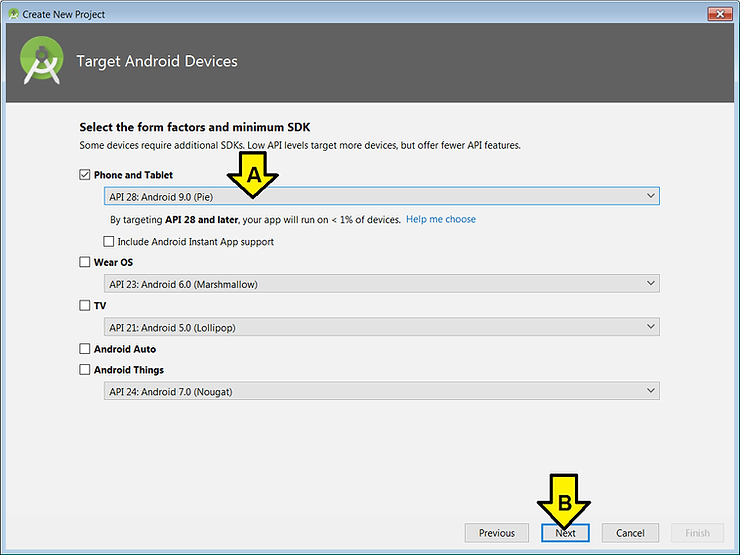 Create New Project
Target Android Devices
Select the form factors and minimum SDK
Some devices require additional SDKs. Low API levels target more devices, but offer fewer API features.
Phone and Tablet
A
API 28: Android 9.0 (Pie)
By targeting API 28 and later, your app will run on < 1% of devices. Help me choose
Include Android Instant App support
Wear OS
API 23: Android 6.0 (Marshmallow)
TV
API 21: Android 5.0 (Lollipop)
Android Auto
Android Things
API 24: Android 7.0 (Nougat)
B
Previous Next Cancel Finish